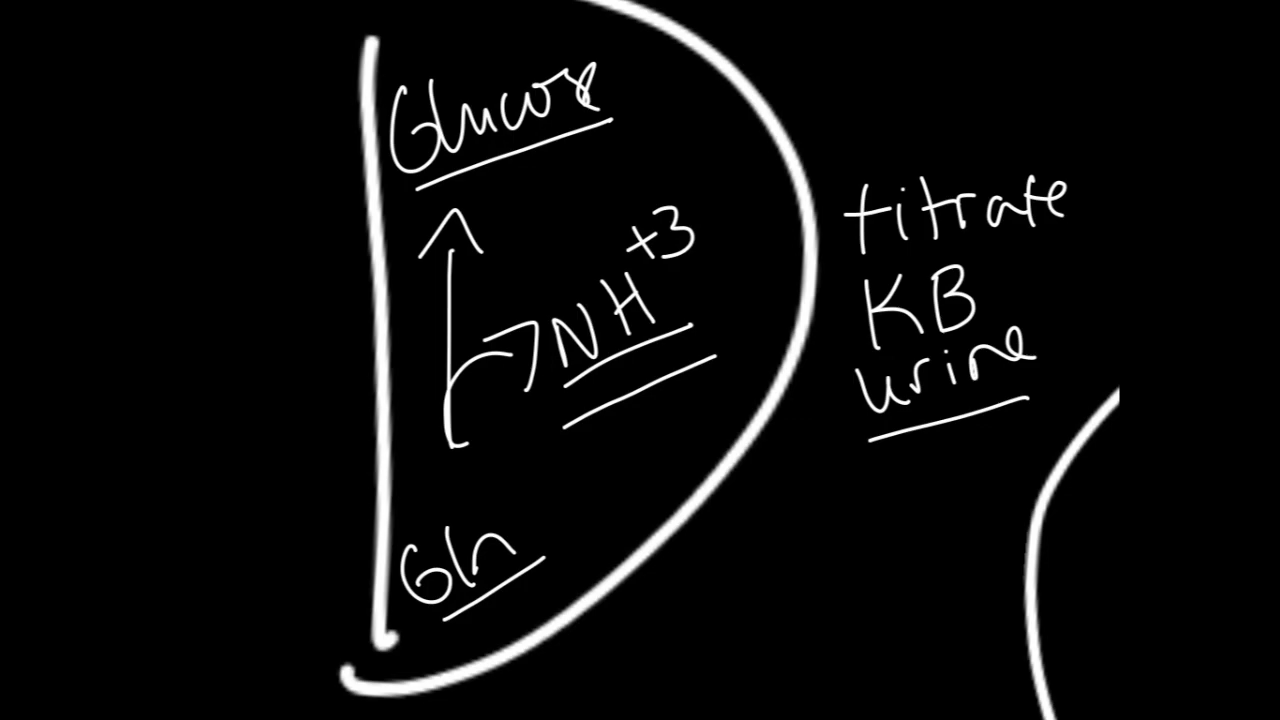 Glucose
NH+3
Gln
titrate
KB
urine